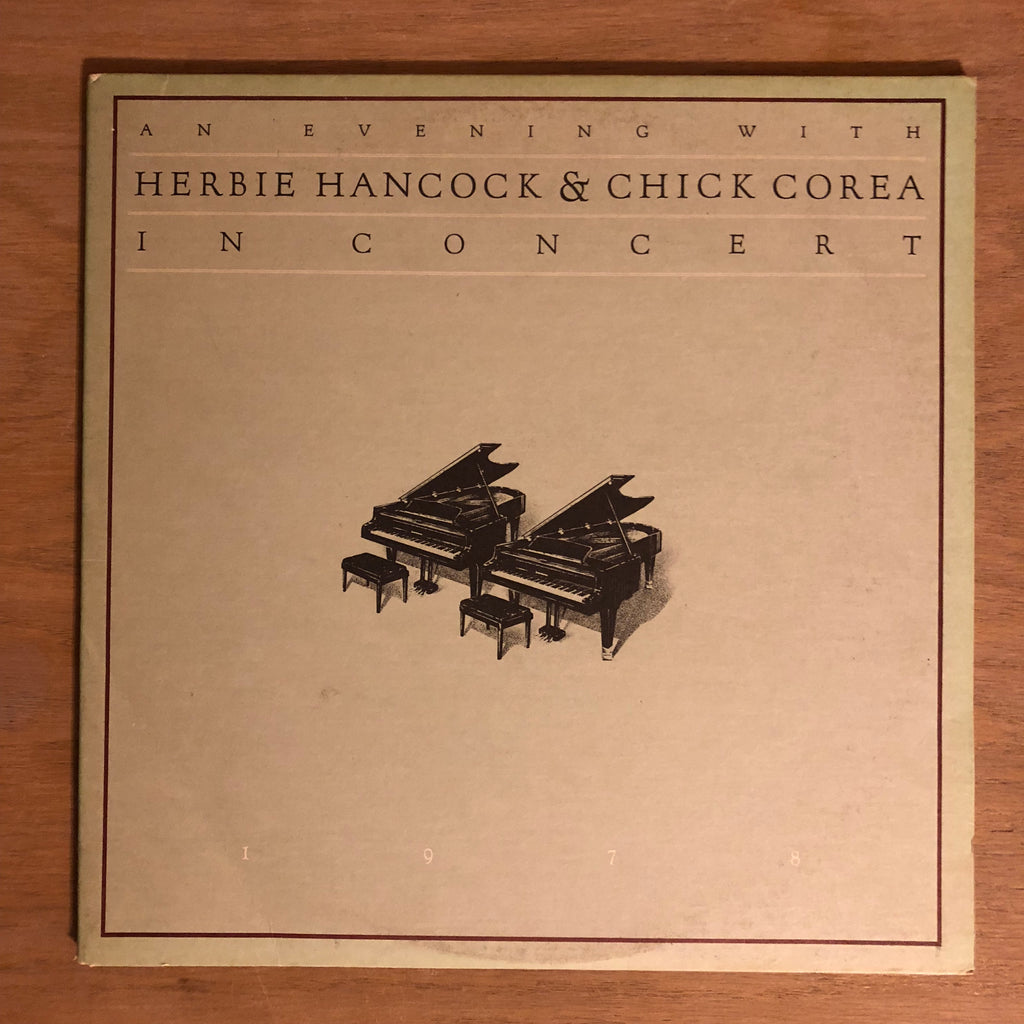 AN EVENING WITH
HERBIE HANCOCK & CHICK COREA
IN CONCERT
1978